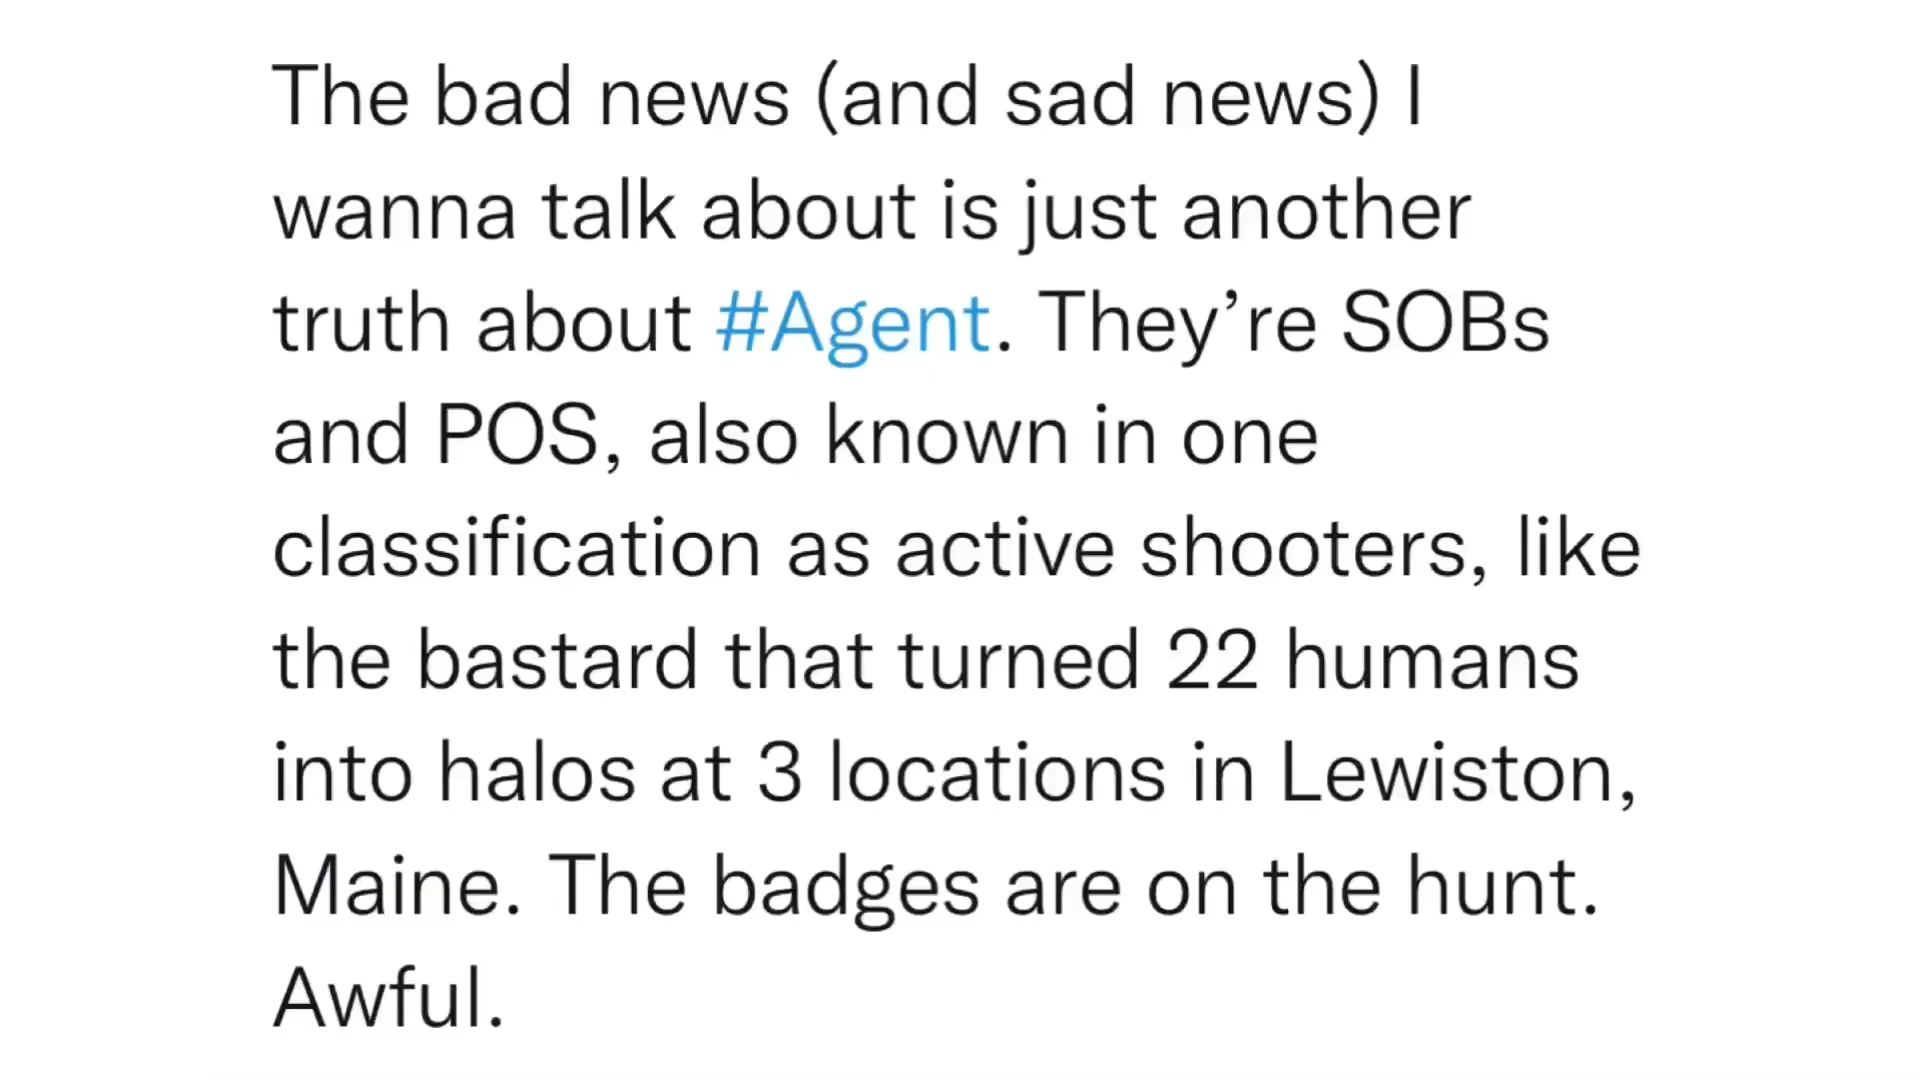 The bad news (and sad news) I
wanna talk about is just another
truth about #Agent. They’re SOBs
and POS, also known in one
classification as active shooters, like
the bastard that turned 22 humans
into halos at 3 locations in Lewiston,
Maine. The badges are on the hunt.
Awful.